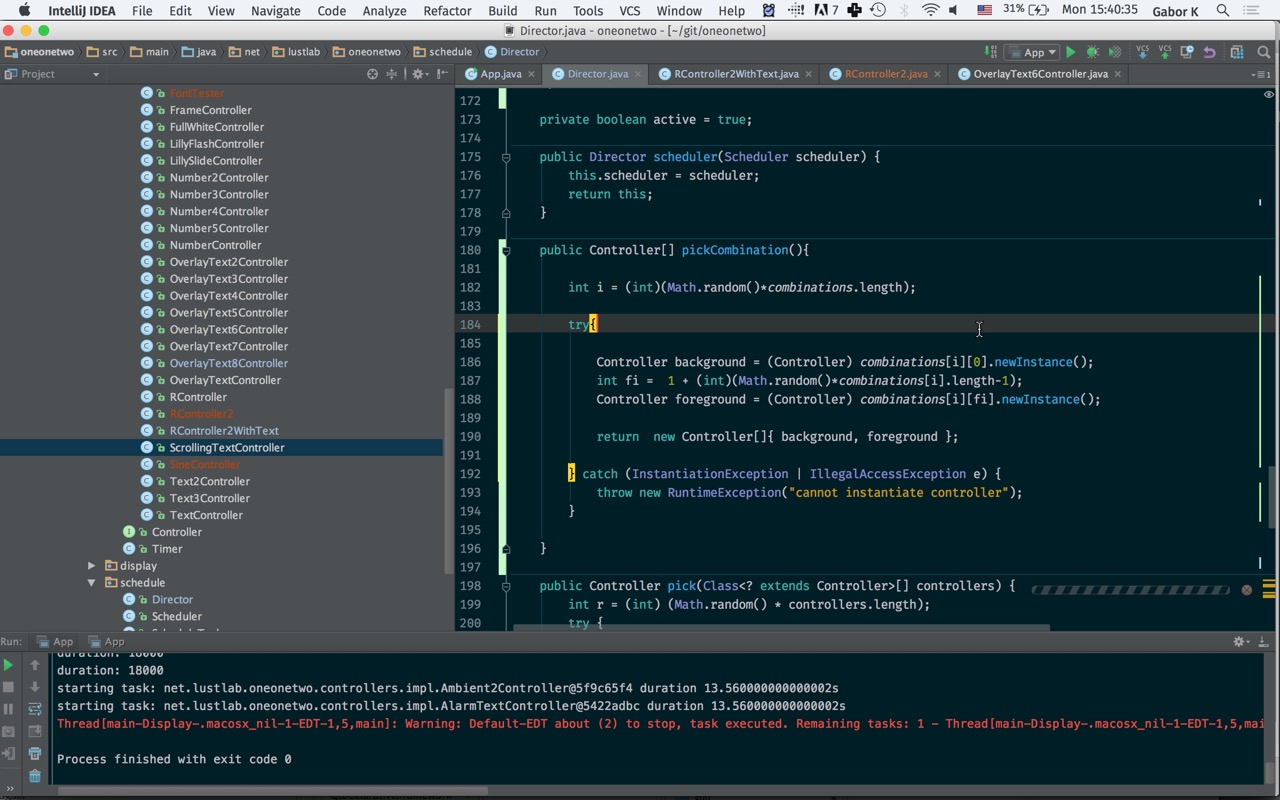 IntelliJ IDEA File Edit View Navigate Code Analyze Refactor Build Run Tools VCS Window Help 7 31% Mon 15:40:35 Gabor K
Director.java - oneonetwo - [~/git/oneonetwo]
oneonetwo src main java net lustlab oneonetwo schedule Director App VCS VCS
Project App.java Director.java RController2WithText.java RController2.java OverlayText6Controller.java
FontTester
FrameController
FullWhiteController
LillyFlashController
LillySlideController
Number2Controller
Number3Controller
Number4Controller
Number5Controller
NumberController
OverlayText2Controller
OverlayText3Controller
OverlayText4Controller
OverlayText5Controller
OverlayText6Controller
OverlayText7Controller
OverlayText8Controller
OverlayTextController
RController
RController2
RController2WithText
ScrollingTextController
SineController
Text2Controller
Text3Controller
TextController
Controller
Timer
display
schedule
Director
Scheduler
172
173 private boolean active = true;
174
175 public Director scheduler(Scheduler scheduler) {
176 this.scheduler = scheduler;
177 return this;
178 }
179
180 public Controller[] pickCombination(){
181
182 int i = (int)(Math.random()*combinations.length);
183
184 try{
185
186 Controller background = (Controller) combinations[i][0].newInstance();
187 int fi = 1 + (int)(Math.random()*combinations[i].length-1);
188 Controller foreground = (Controller) combinations[i][fi].newInstance();
189
190 return new Controller[]{ background, foreground };
191
192 } catch (InstantiationException | IllegalAccessException e) {
193 throw new RuntimeException("cannot instantiate controller");
194 }
195
196 }
197
198 public Controller pick(Class<? extends Controller>[] controllers) {
199 int r = (int) (Math.random() * controllers.length);
200 try {
Run: App App
duration: 18000
duration: 18000
starting task: net.lustlab.oneonetwo.controllers.impl.Ambient2Controller@5f9c65f4 duration 13.560000000000002s
starting task: net.lustlab.oneonetwo.controllers.impl.AlarmTextController@5422adbc duration 13.560000000000002s
Thread[main-Display-.macosx_nil-1-EDT-1,5,main]: Warning: Default-EDT about (2) to stop, task executed. Remaining tasks: 1 - Thread[main-Display-.macosx_nil-1-EDT-1,5,mai
Process finished with exit code 0